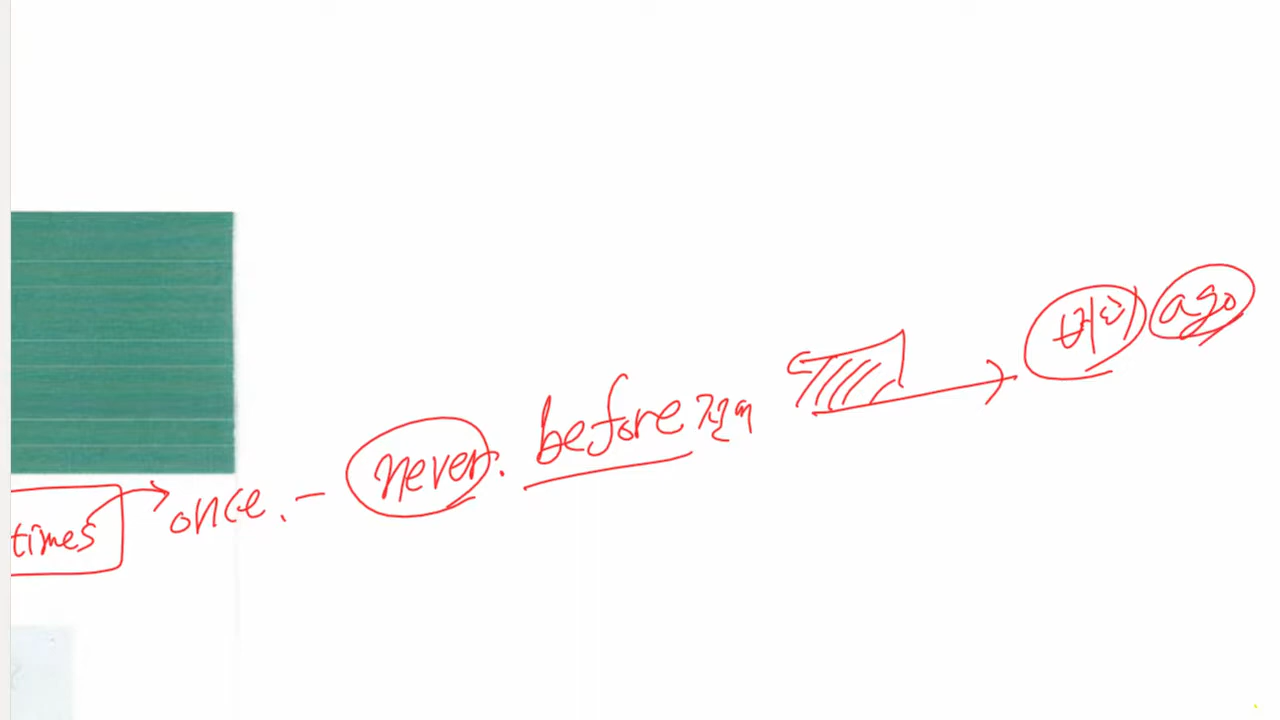 times → once. - never. before 전에 → ago